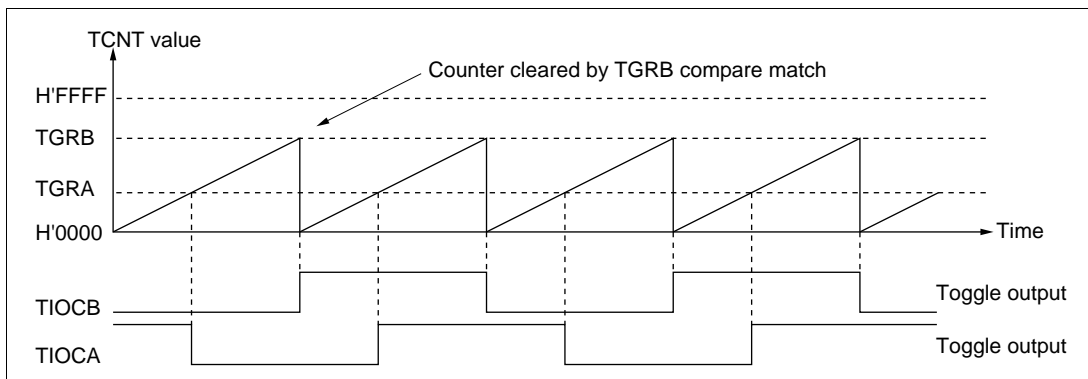 TCNT value
Counter cleared by TGRB compare match
H'FFFF
TGRB
TGRA
H'0000
Time
TIOCB
Toggle output
TIOCA
Toggle output